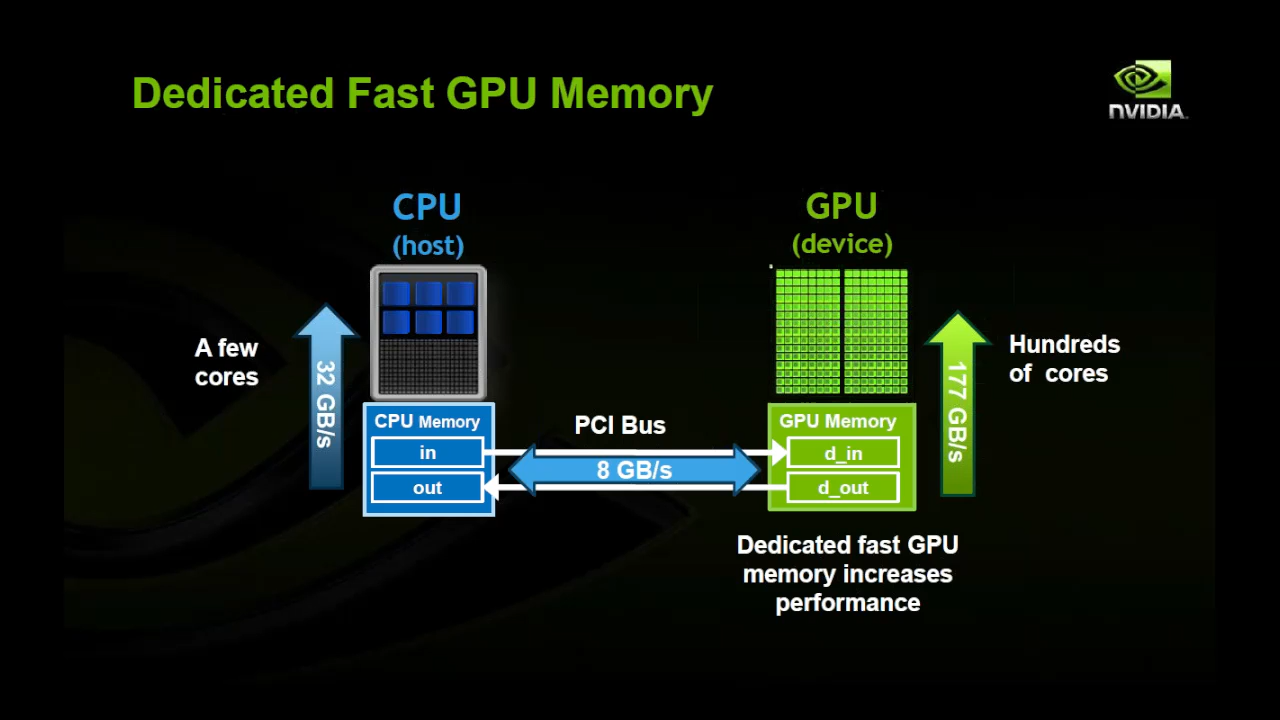 Dedicated Fast GPU Memory
NVIDIA
CPU
(host)
GPU
(device)
A few
cores
32 GB/s
CPU Memory
in
out
PCI Bus
8 GB/s
GPU Memory
d_in
d_out
177 GB/s
Hundreds
of cores
Dedicated fast GPU
memory increases
performance